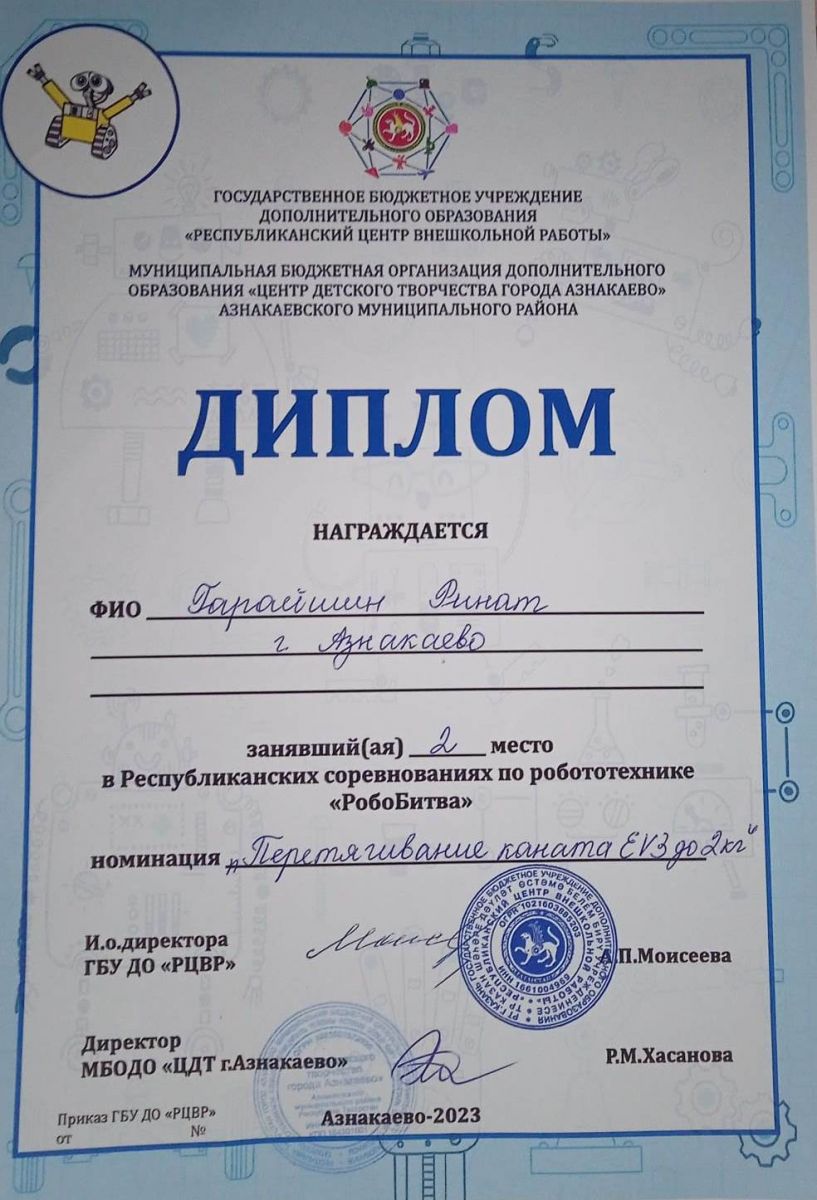 ГОСУДАРСТВЕННОЕ БЮДЖЕТНОЕ УЧРЕЖДЕНИЕ
ДОПОЛНИТЕЛЬНОГО ОБРАЗОВАНИЯ
«РЕСПУБЛИКАНСКИЙ ЦЕНТР ВНЕШКОЛЬНОЙ РАБОТЫ»
МУНИЦИПАЛЬНАЯ БЮДЖЕТНАЯ ОРГАНИЗАЦИЯ ДОПОЛНИТЕЛЬНОГО
ОБРАЗОВАНИЯ «ЦЕНТР ДЕТСКОГО ТВОРЧЕСТВА ГОРОДА АЗНАКАЕВО»
АЗНАКАЕВСКОГО МУНИЦИПАЛЬНОГО РАЙОНА
ДИПЛОМ
НАГРАЖДАЕТСЯ
ФИО Гарайшин Ринат
г. Азнакаево
занявший(ая) 2 место
в Республиканских соревнованиях по робототехнике
«РобоБитва»
номинация „Перетягивание каната EV3 до 2кг"
И.о.директора
ГБУ ДО «РЦВР» А.П.Моисеева
Директор
МБОДО «ЦДТ г.Азнакаево» Р.М.Хасанова
Приказ ГБУ ДО «РЦВР»
от №
Азнакаево-2023